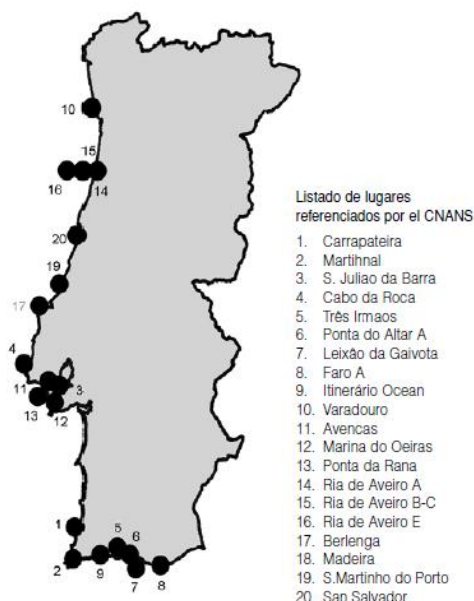 10
15
16
14
20
19
17
4
11
3
13
12
1
5
6
2
9
7
8
Listado de lugares
referenciados por el CNANS
1. Carrapateira
2. Martihnal
3. S. Juliao da Barra
4. Cabo da Roca
5. Três Irmaos
6. Ponta do Altar A
7. Leixão da Gaivota
8. Faro A
9. Itinerário Ocean
10. Varadouro
11. Avencas
12. Marina do Oeiras
13. Ponta da Rana
14. Ria de Aveiro A
15. Ria de Aveiro B-C
16. Ria de Aveiro E
17. Berlenga
18. Madeira
19. S.Martinho do Porto
20 San Salvador